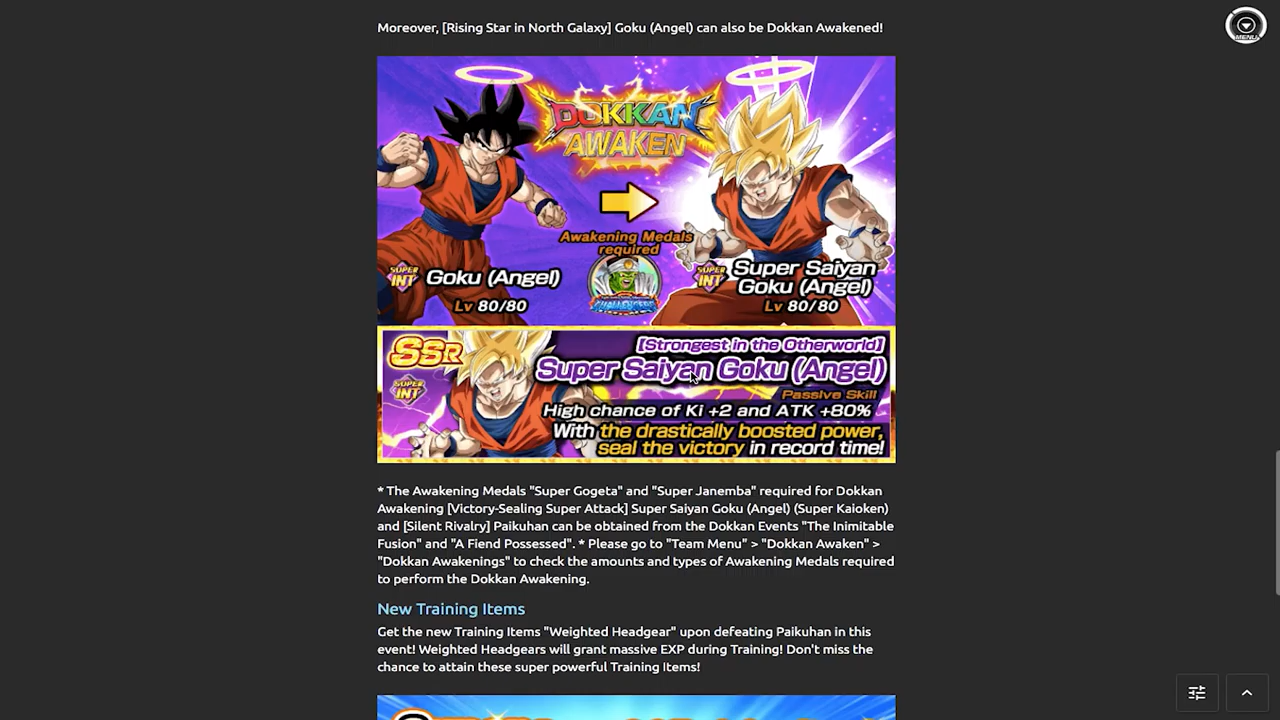 Moreover, [Rising Star in North Galaxy] Goku (Angel) can also be Dokkan Awakened!
MENU
DOKKAN
AWAKEN
Awakening Medals
required
SUPER
INT
Goku (Angel)
Lv 80/80
CHALLENGERS
SUPER
INT
Super Saiyan
Goku (Angel)
Lv 80/80
SSR
[Strongest in the Otherworld]
Super Saiyan Goku (Angel)
SUPER
INT
Passive Skill
High chance of Ki +2 and ATK +80%
With the drastically boosted power,
seal the victory in record time!
* The Awakening Medals "Super Gogeta" and "Super Janemba" required for Dokkan
Awakening [Victory-Sealing Super Attack] Super Saiyan Goku (Angel) (Super Kaioken)
and [Silent Rivalry] Paikuhan can be obtained from the Dokkan Events "The Inimitable
Fusion" and "A Fiend Possessed". * Please go to "Team Menu" > "Dokkan Awaken" >
"Dokkan Awakenings" to check the amounts and types of Awakening Medals required
to perform the Dokkan Awakening.
New Training Items
Get the new Training Items "Weighted Headgear" upon defeating Paikuhan in this
event! Weighted Headgears will grant massive EXP during Training! Don't miss the
chance to attain these super powerful Training Items!